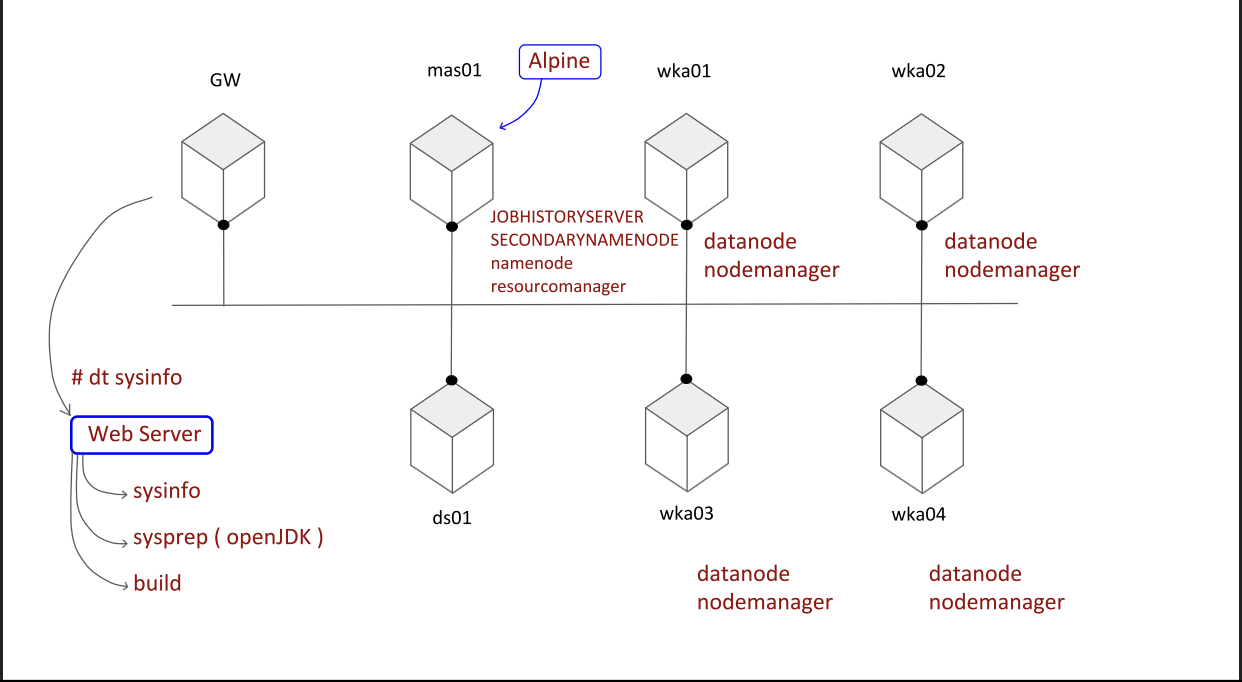 GW
mas01
Alpine
wka01
wka02
JOBHISTORYSERVER
SECONDARYNAMENODE
namenode
resourcomanager
datanode
nodemanager
datanode
nodemanager
# dt sysinfo
Web Server
sysinfo
sysprep ( openJDK )
build
ds01
wka03
wka04
datanode
nodemanager
datanode
nodemanager